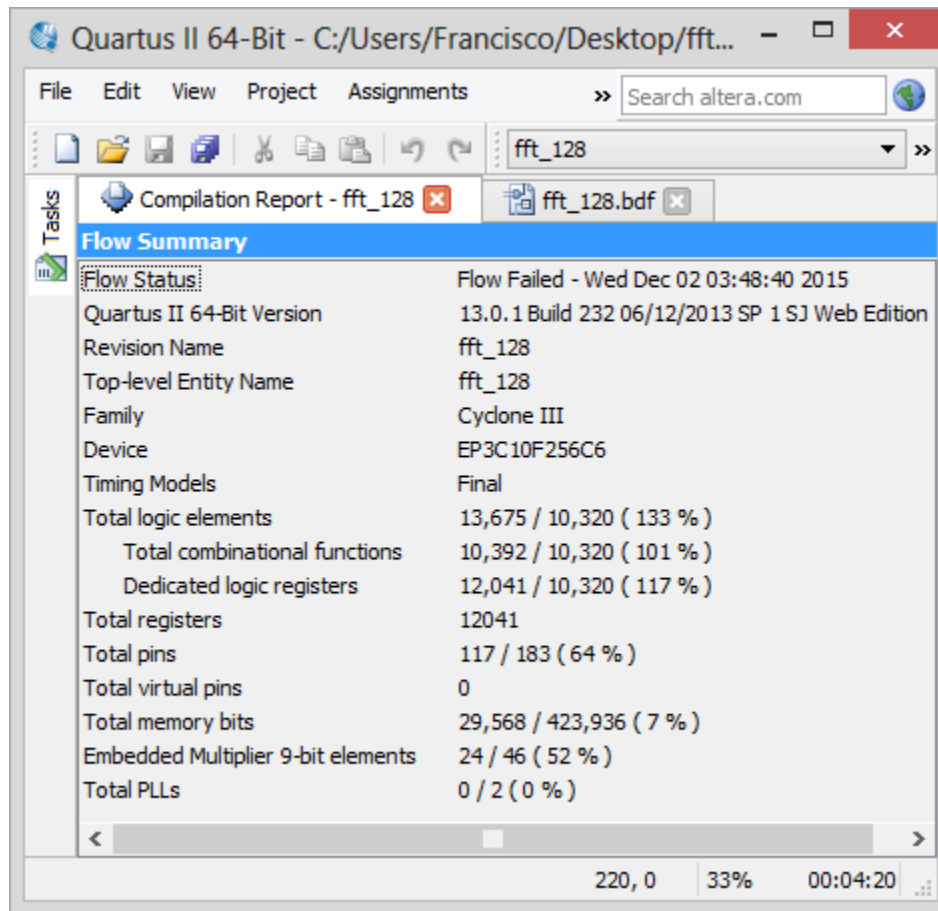 Quartus II 64-Bit - C:/Users/Francisco/Desktop/fft...
File Edit View Project Assignments » Search altera.com
fft_128 »
Tasks
Compilation Report - fft_128 fft_128.bdf
Flow Summary
Flow Status Flow Failed - Wed Dec 02 03:48:40 2015
Quartus II 64-Bit Version 13.0.1 Build 232 06/12/2013 SP 1 SJ Web Edition
Revision Name fft_128
Top-level Entity Name fft_128
Family Cyclone III
Device EP3C10F256C6
Timing Models Final
Total logic elements 13,675 / 10,320 ( 133 % )
Total combinational functions 10,392 / 10,320 ( 101 % )
Dedicated logic registers 12,041 / 10,320 ( 117 % )
Total registers 12041
Total pins 117 / 183 ( 64 % )
Total virtual pins 0
Total memory bits 29,568 / 423,936 ( 7 % )
Embedded Multiplier 9-bit elements 24 / 46 ( 52 % )
Total PLLs 0 / 2 ( 0 % )
220, 0 33% 00:04:20